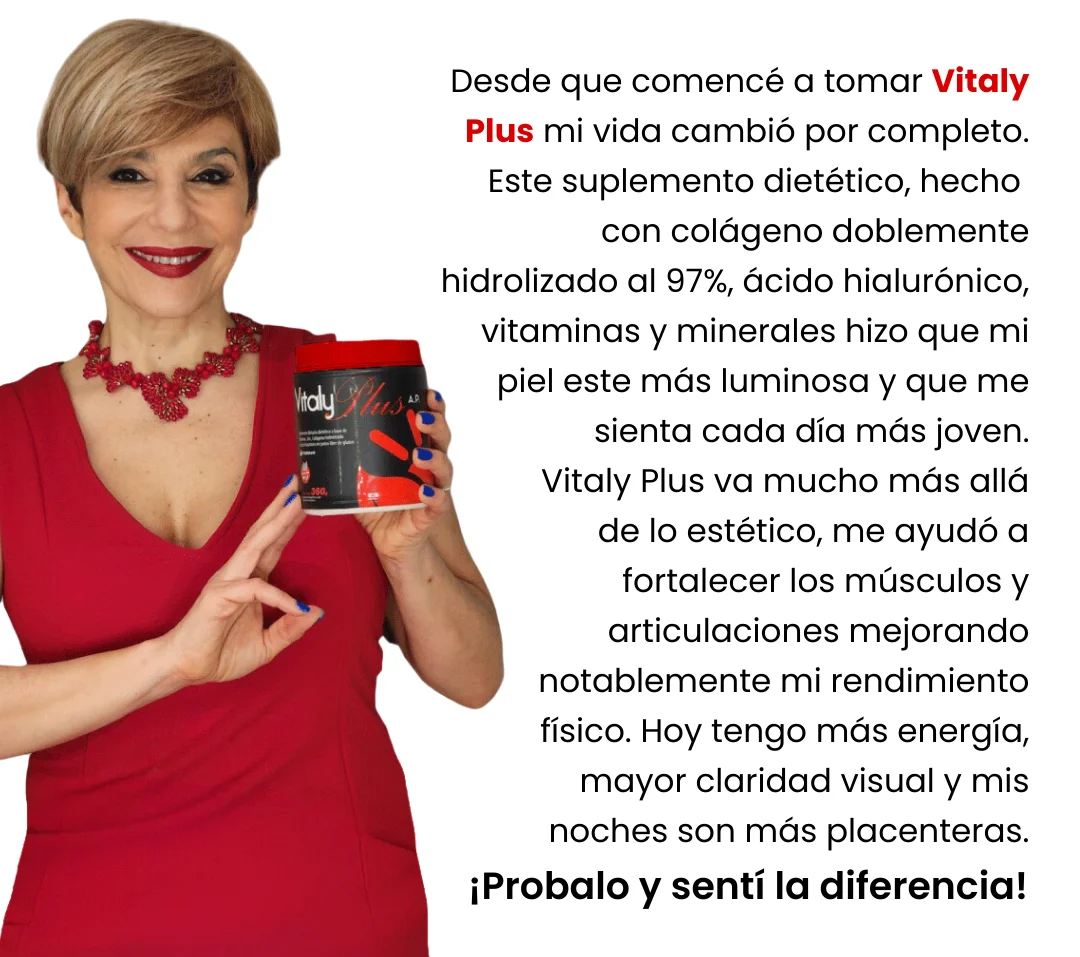 Desde que comencé a tomar Vitaly
Plus mi vida cambió por completo.
Este suplemento dietético, hecho
con colágeno doblemente
hidrolizado al 97%, ácido hialurónico,
vitaminas y minerales hizo que mi
piel este más luminosa y que me
sienta cada día más joven.
Vitaly Plus va mucho más allá
de lo estético, me ayudó a
fortalecer los músculos y
articulaciones mejorando
notablemente mi rendimiento
físico. Hoy tengo más energía,
mayor claridad visual y mis
noches son más placenteras.
¡Probalo y sentí la diferencia!
Vitaly Plus A.P.
360g